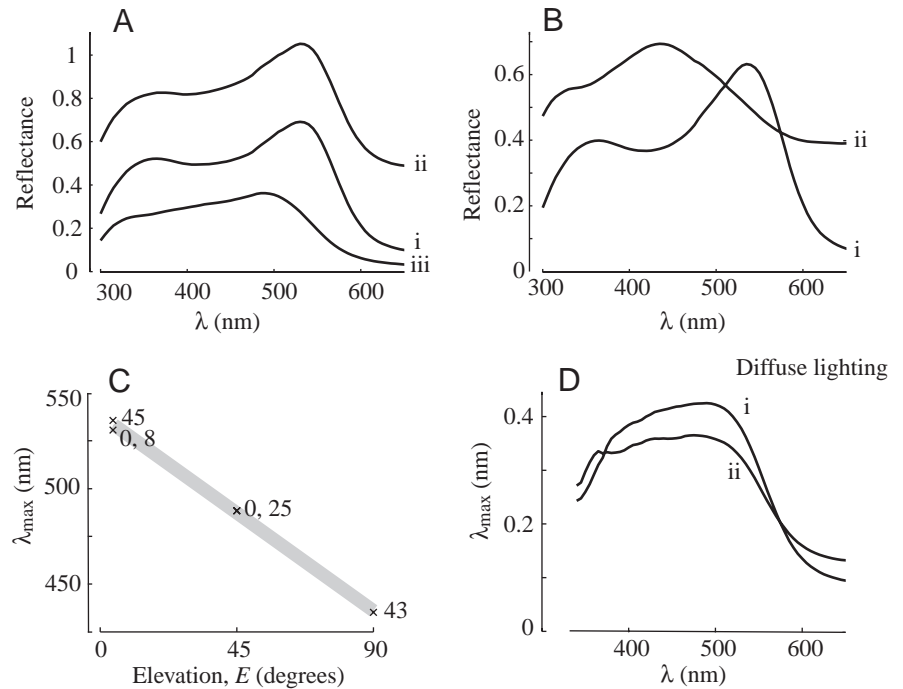 A
Reflectance
1
0.8
0.6
0.4
0.2
0
300
400
500
600
λ (nm)
ii
i
iii
B
Reflectance
0.6
0.4
0.2
0
300
400
500
600
λ (nm)
ii
i
C
λmax (nm)
550
500
450
45
0, 8
0, 25
43
0
45
90
Elevation, E (degrees)
Diffuse lighting
D
λmax (nm)
0.4
0.2
0
i
ii
400
500
600
λ (nm)